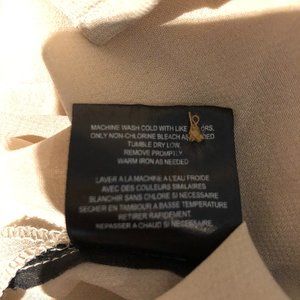 MACHINE WASH COLD WITH LIKE
ONLY NON-CHLORINE BLEACH AS
TUMBLE DRY LOW
REMOVE PROMPTLY
WARM IRON AS NEEDED
LAVER A LA MACHINE A L'EAU FROIDE
AVEC DES COULEURS SIMILAIRES
BLANCHIR SANS CHLORE SI NECESSAIRE
SECHER EN TAMBOUR A BASSE TEMPERATURE
RETIRER RAPIDEMENT
REPASSER A CHAUD SI NECESSAIRE